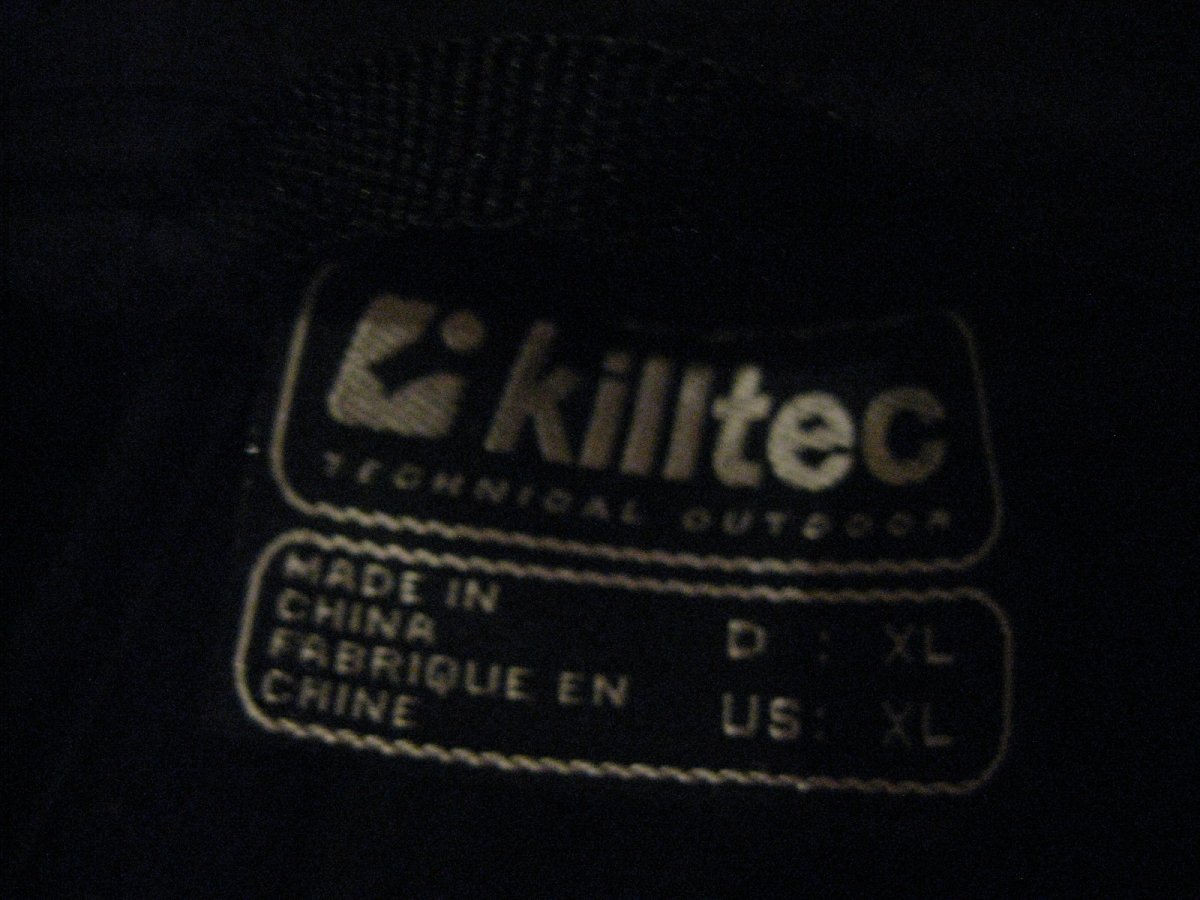 killtec
TECHNICAL OUTDOOR
MADE IN
CHINA
FABRIQUE EN
CHINE
D : XL
US : XL